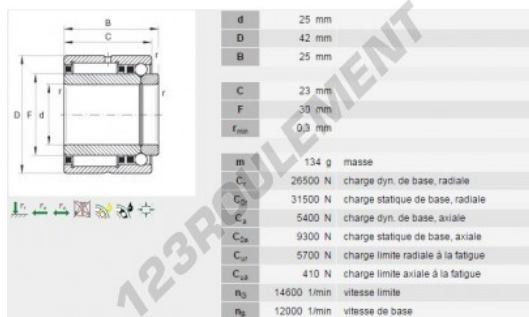 B
C
r
r
r
r
D F d
d 25 mm
D 42 mm
B 25 mm
C 23 mm
F 30 mm
rmin 0,3 mm
m 134 g masse
Cr 26500 N charge dyn. de base, radiale
C0r 31500 N charge statique de base, radiale
Ca 5400 N charge dyn. de base, axiale
C0a 9300 N charge statique de base, axiale
Cur 5700 N charge limite radiale à la fatigue
Cua 410 N charge limite axiale à la fatigue
nG 14600 1/min vitesse limite
nB 12000 1/min vitesse de base
123ROULEMENT